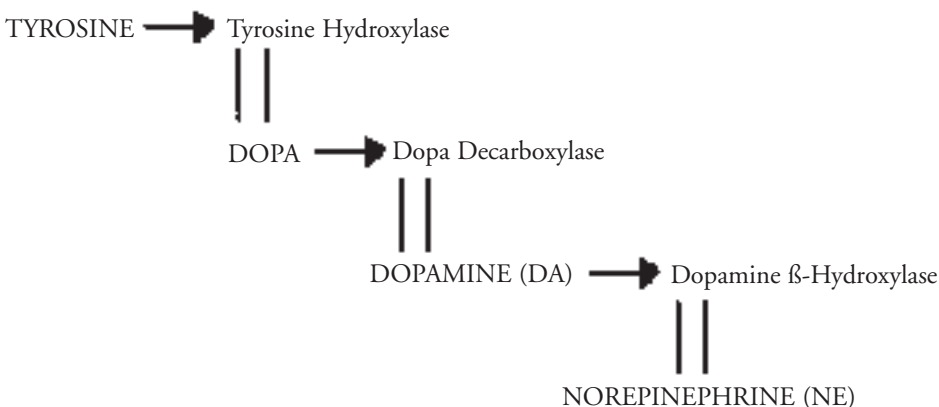 TYROSINE Tyrosine Hydroxylase
DOPA Dopa Decarboxylase
DOPAMINE (DA) Dopamine ß-Hydroxylase
NOREPINEPHRINE (NE)